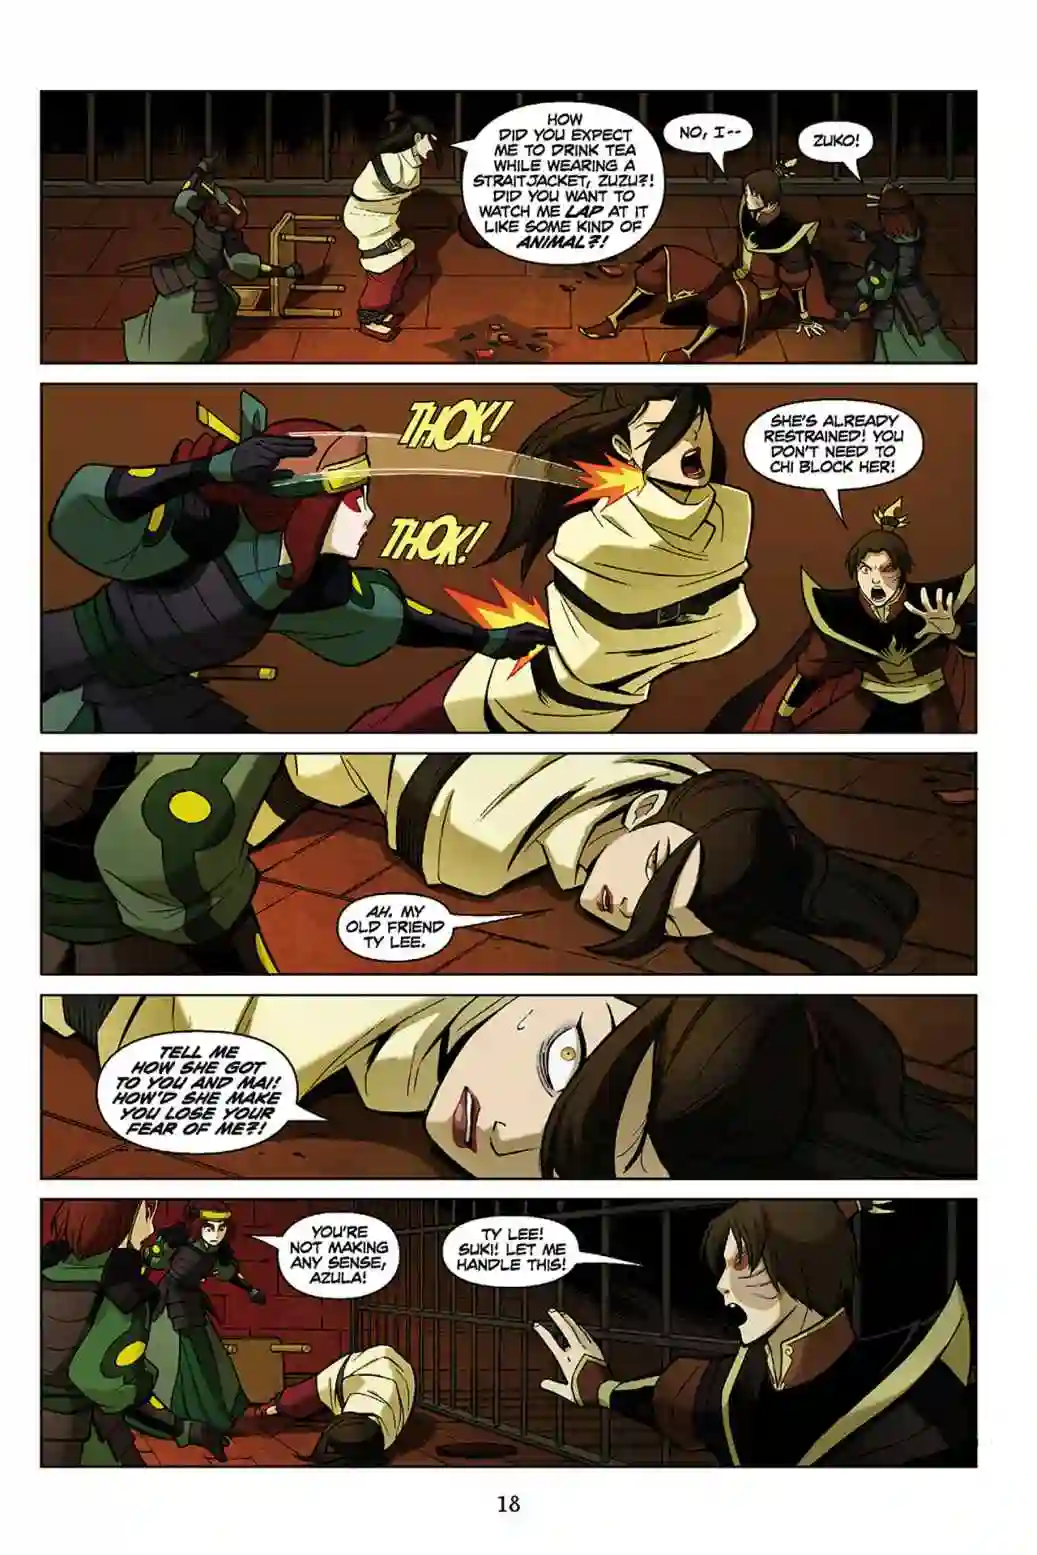 HOW
DID YOU EXPECT
ME TO DRINK TEA
WHILE WEARING A
STRAITJACKET, ZUZU?!
DID YOU WANT TO
WATCH ME LAP AT IT
LIKE SOME KIND OF
ANIMAL?!
NO, I--
ZUKO!
THOK!
THOK!
SHE'S ALREADY
RESTRAINED! YOU
DON'T NEED TO
CHI BLOCK HER!
AH. MY
OLD FRIEND
TY LEE.
TELL ME
HOW SHE GOT
TO YOU AND MAI!
HOW'D SHE MAKE
YOU LOSE YOUR
FEAR OF ME?!
YOU'RE
NOT MAKING
ANY SENSE,
AZULA!
TY LEE!
SUKI! LET ME
HANDLE THIS!
18